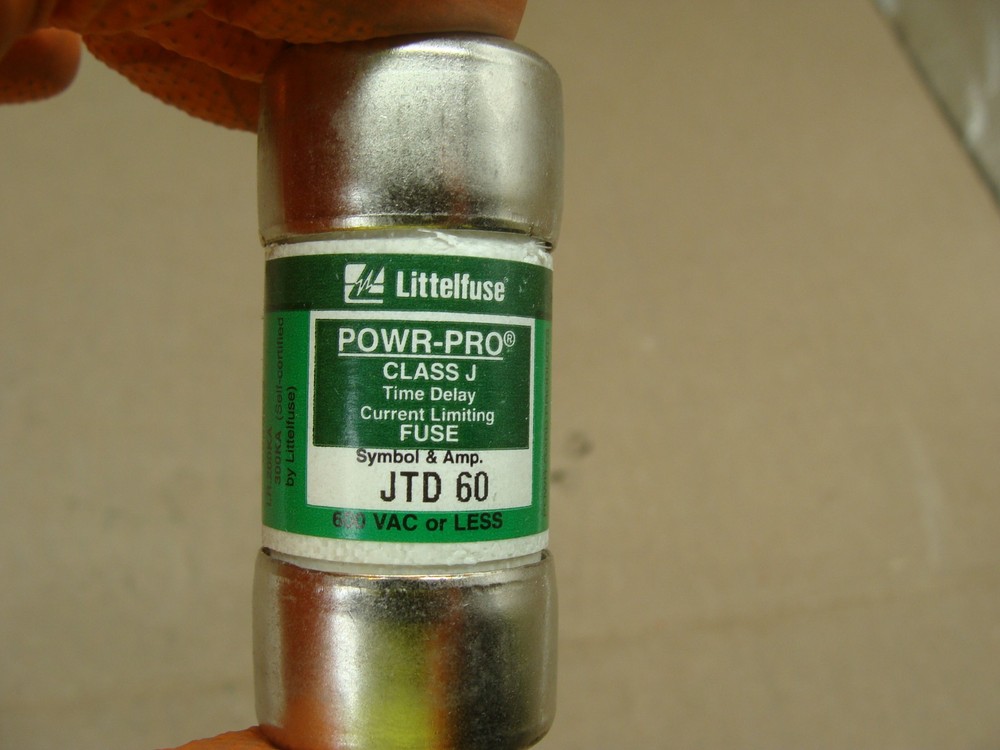 Littelfuse
POWR-PRO®
CLASS J
Time Delay
Current Limiting
FUSE
Symbol & Amp.
JTD 60
VAC or LESS
300KA (Self-certified
by Littelfuse)